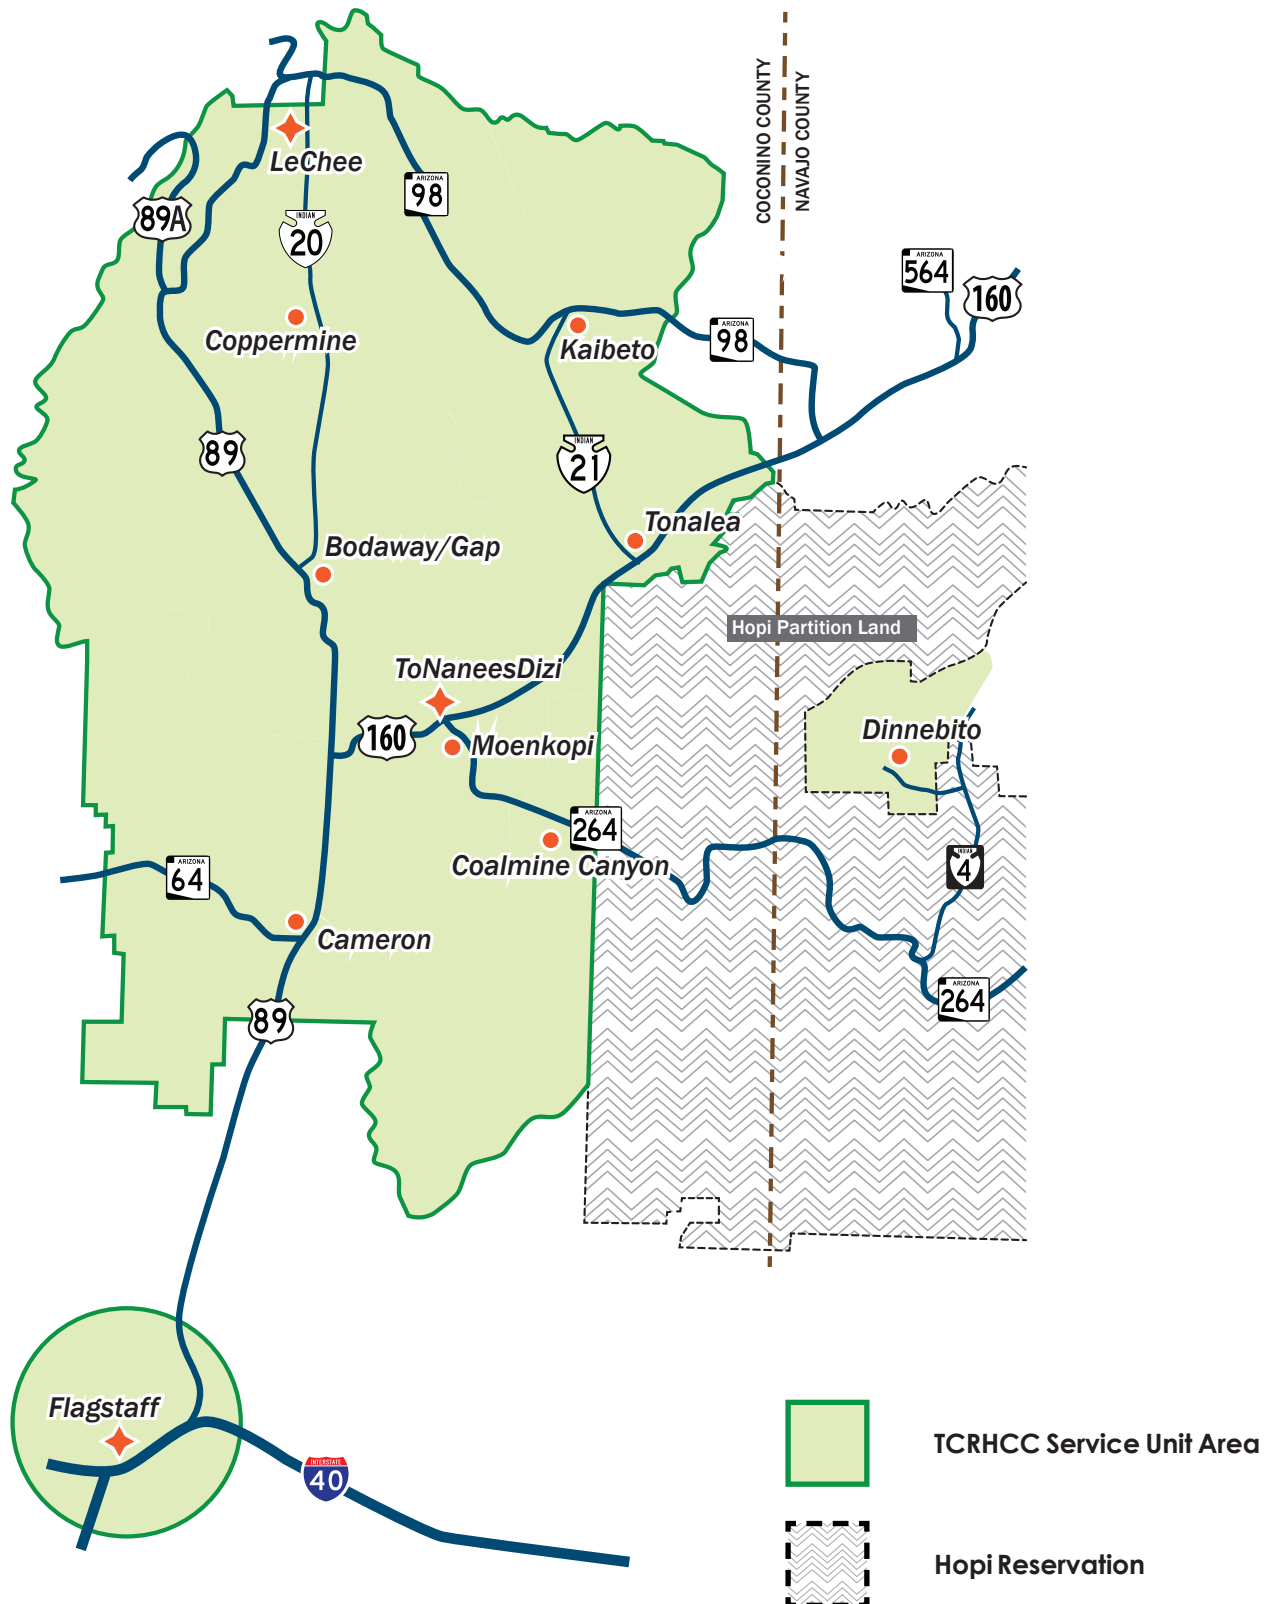 COCONINO COUNTY
NAVAJO COUNTY
LeChee
89A
INDIAN
20
ARIZONA
98
ARIZONA
564
160
Coppermine
Kaibeto
ARIZONA
98
89
INDIAN
21
Tonalea
Bodaway/Gap
Hopi Partition Land
ToNaneesDizi
160
Moenkopi
Dinnebito
ARIZONA
264
Coalmine Canyon
ARIZONA
64
INDIAN
4
Cameron
ARIZONA
264
89
Flagstaff
INTERSTATE
40
TCRHCC Service Unit Area
Hopi Reservation